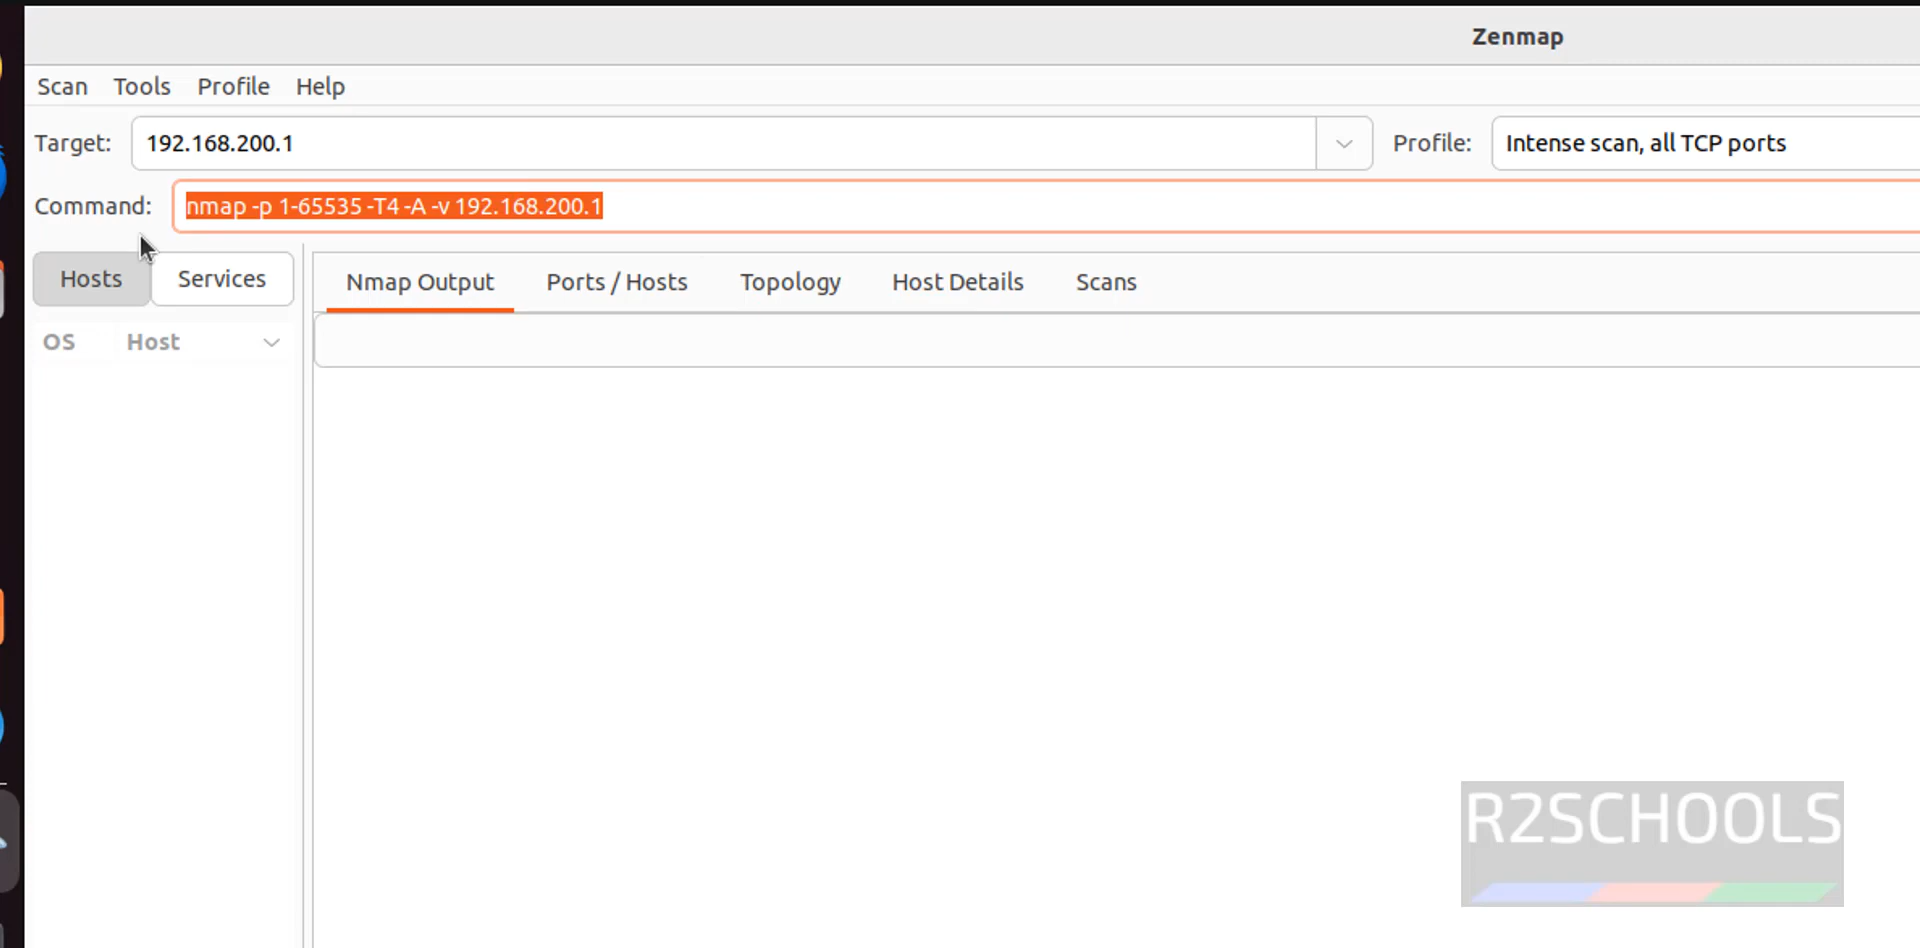 Zenmap
Scan Tools Profile Help
Target: 192.168.200.1 Profile: Intense scan, all TCP ports
Command: nmap -p 1-65535 -T4 -A -v 192.168.200.1
Hosts Services Nmap Output Ports / Hosts Topology Host Details Scans
OS Host
R2SCHOOLS